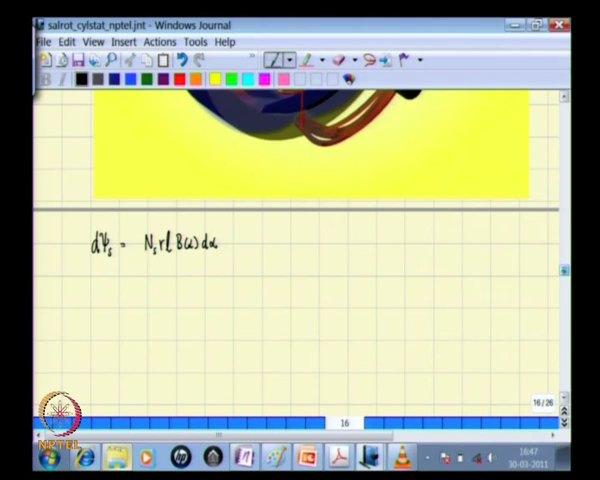 salrot_cylstat_nptel.jnt - Windows Journal
File Edit View Insert Actions Tools Help
B I
dΨs = Ns r l B(α) dα
16/26
16
NPTEL
16:47
30-03-2011